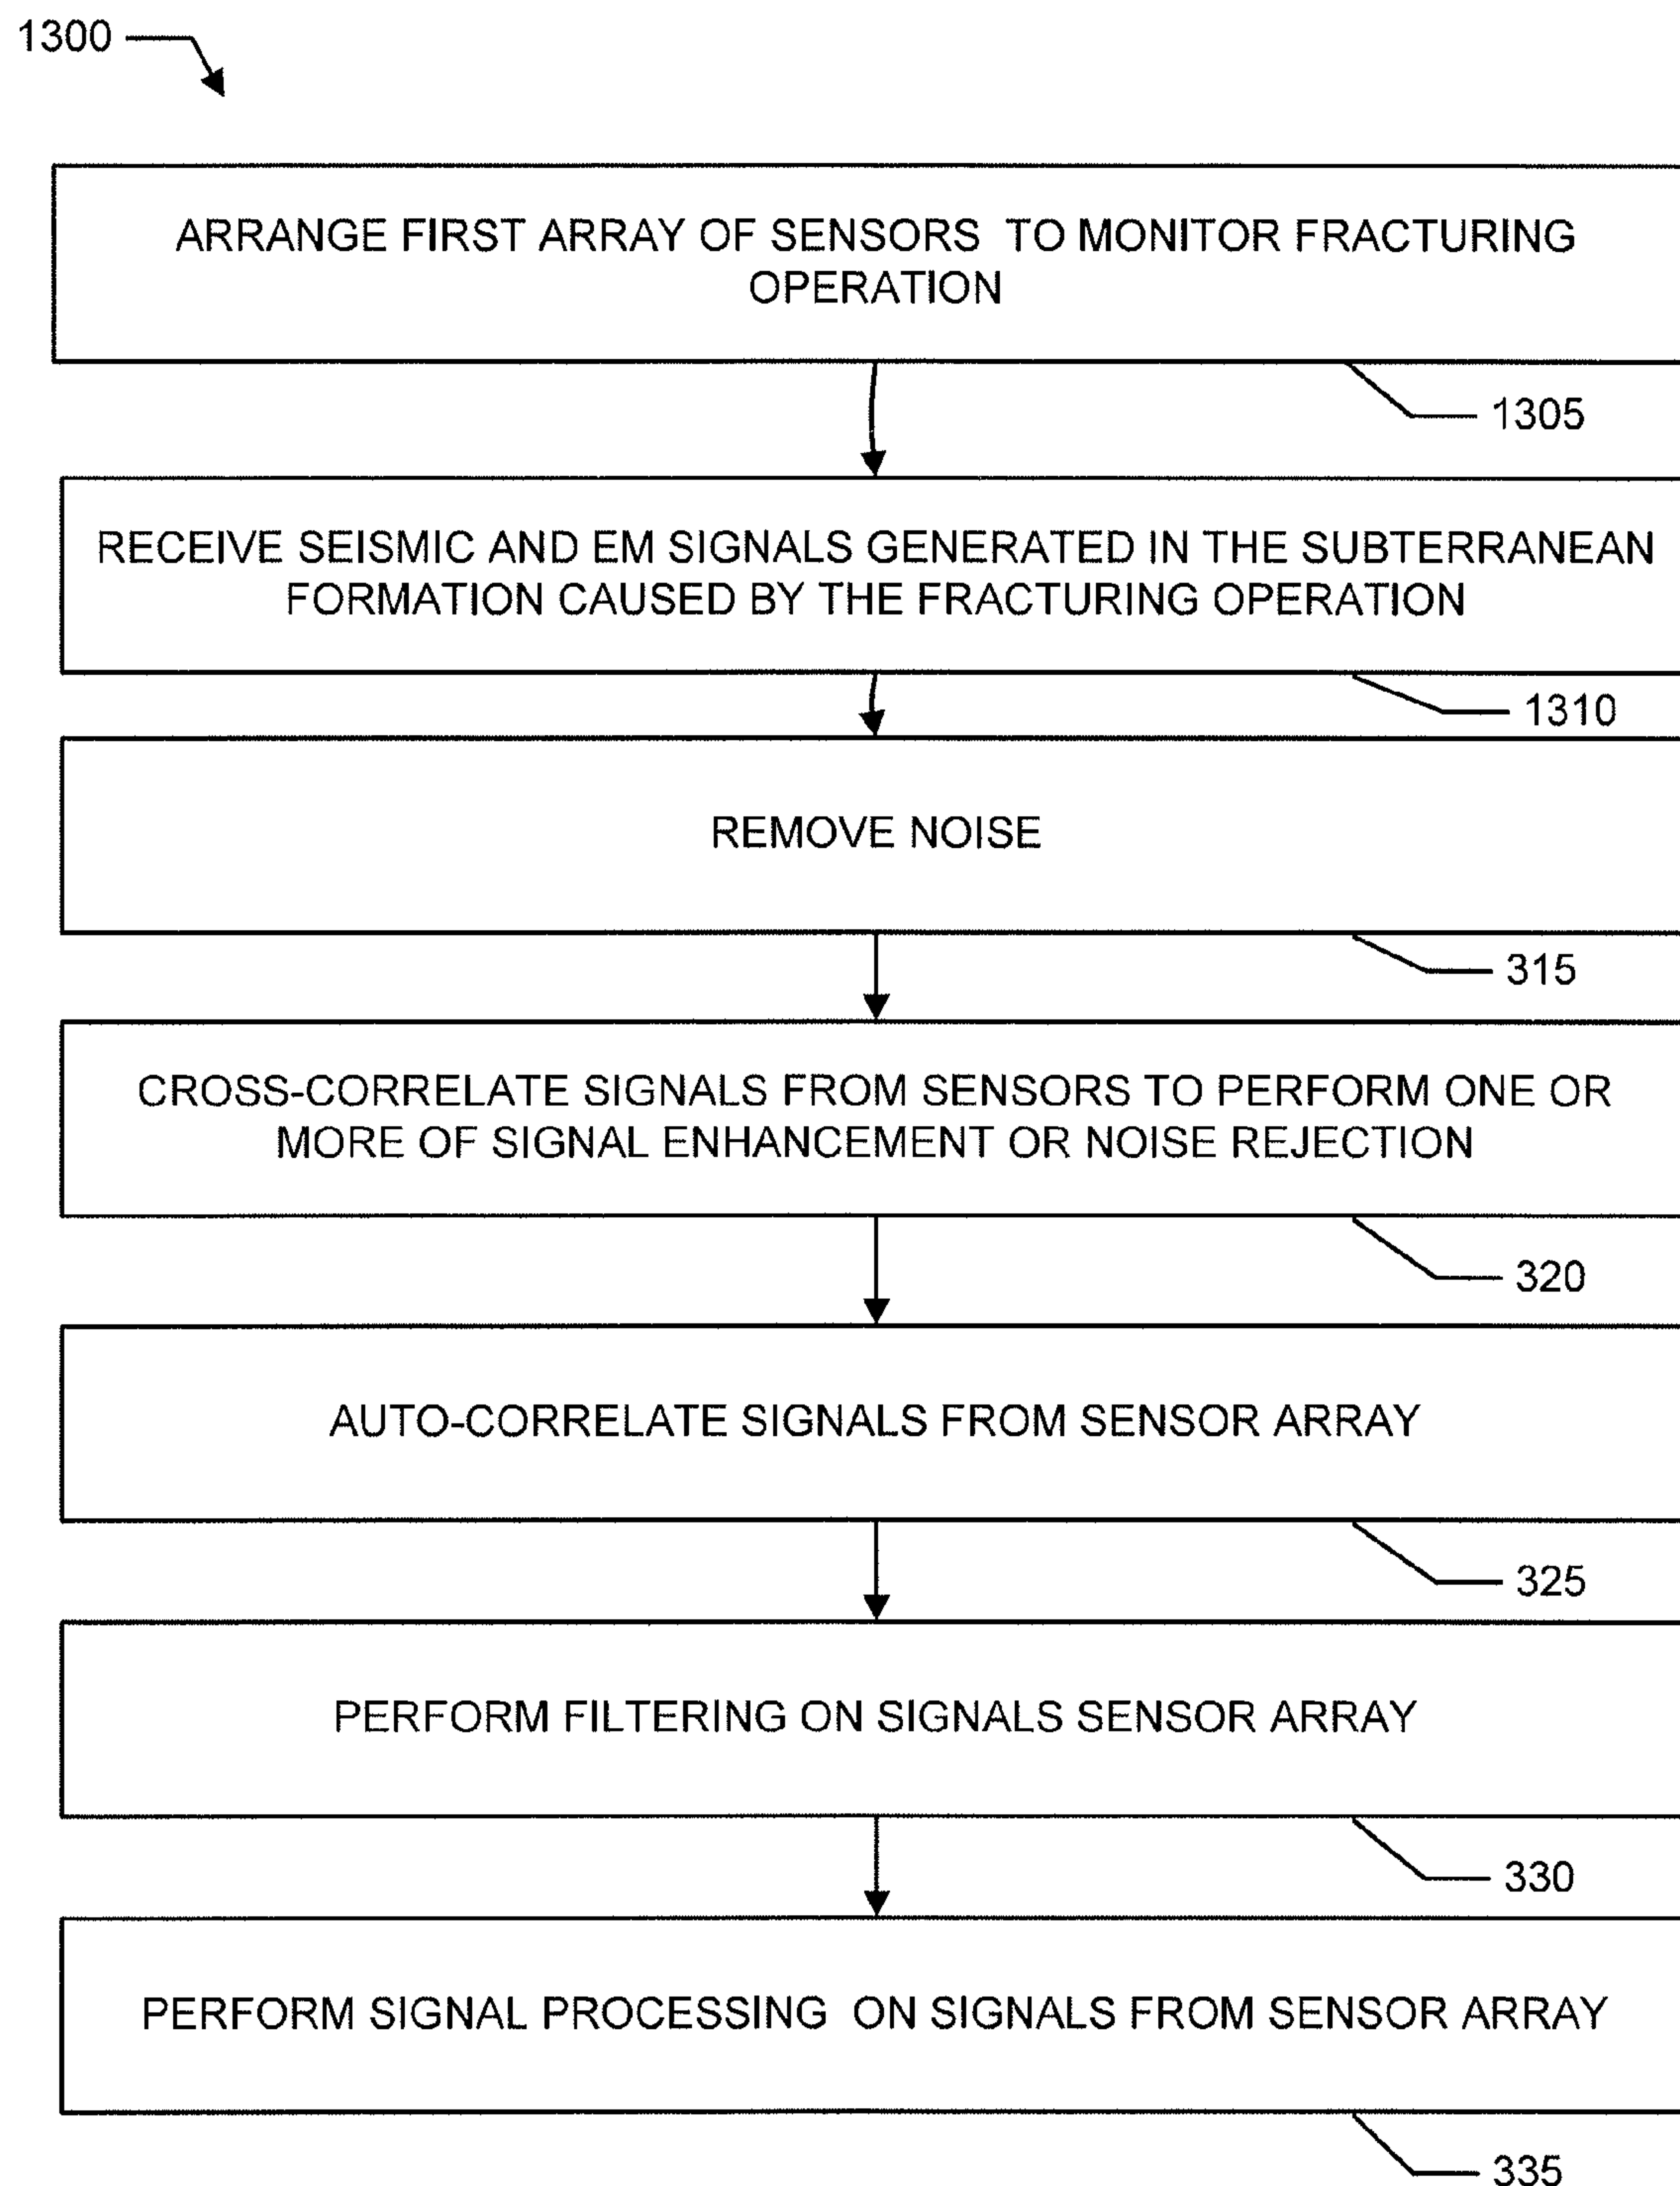 1300
ARRANGE FIRST ARRAY OF SENSORS TO MONITOR FRACTURING
OPERATION
1305
RECEIVE SEISMIC AND EM SIGNALS GENERATED IN THE SUBTERRANEAN
FORMATION CAUSED BY THE FRACTURING OPERATION
1310
REMOVE NOISE
315
CROSS-CORRELATE SIGNALS FROM SENSORS TO PERFORM ONE OR
MORE OF SIGNAL ENHANCEMENT OR NOISE REJECTION
320
AUTO-CORRELATE SIGNALS FROM SENSOR ARRAY
325
PERFORM FILTERING ON SIGNALS SENSOR ARRAY
330
PERFORM SIGNAL PROCESSING ON SIGNALS FROM SENSOR ARRAY
335